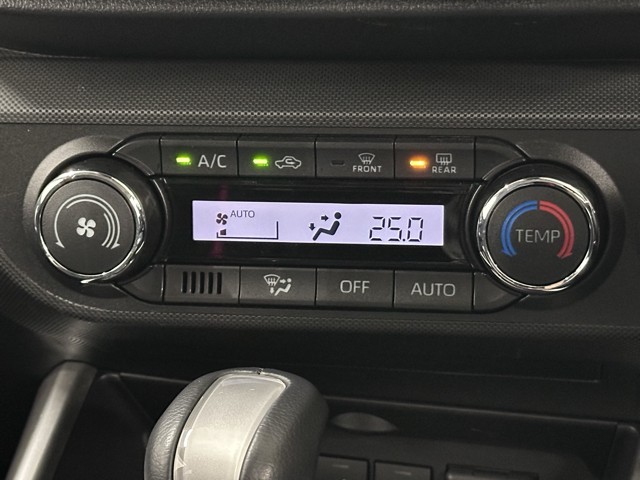 A/C
FRONT
REAR
AUTO
25.0
TEMP
OFF
AUTO